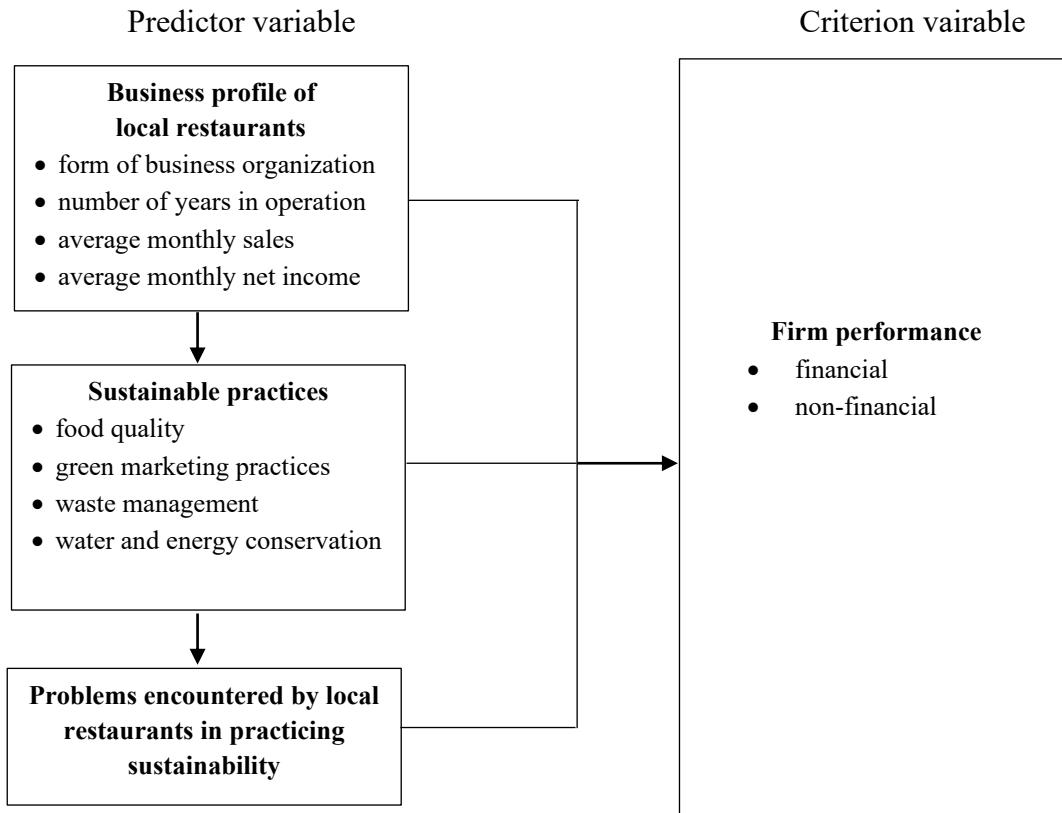 Predictor variable
Criterion vairable
Business profile of
local restaurants
• form of business organization
• number of years in operation
• average monthly sales
• average monthly net income
Sustainable practices
• food quality
• green marketing practices
• waste management
• water and energy conservation
Problems encountered by local
restaurants in practicing
sustainability
Firm performance
• financial
• non-financial